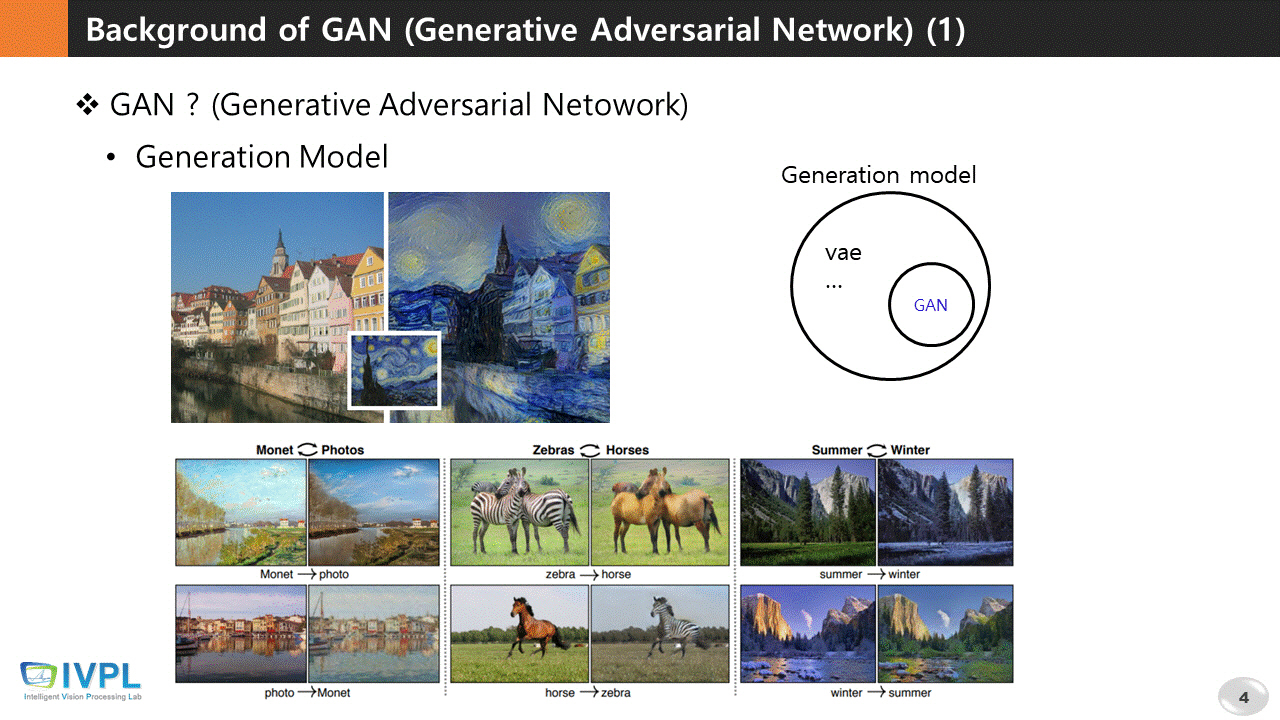 Background of GAN (Generative Adversarial Network) (1)
❖ GAN ? (Generative Adversarial Netowork)
• Generation Model
Generation model
vae
...
GAN
Monet Photos
Zebras Horses
Summer Winter
Monet → photo
zebra → horse
summer → winter
photo → Monet
horse → zebra
winter → summer
IVPL
Intelligent Vision Processing Lab
4